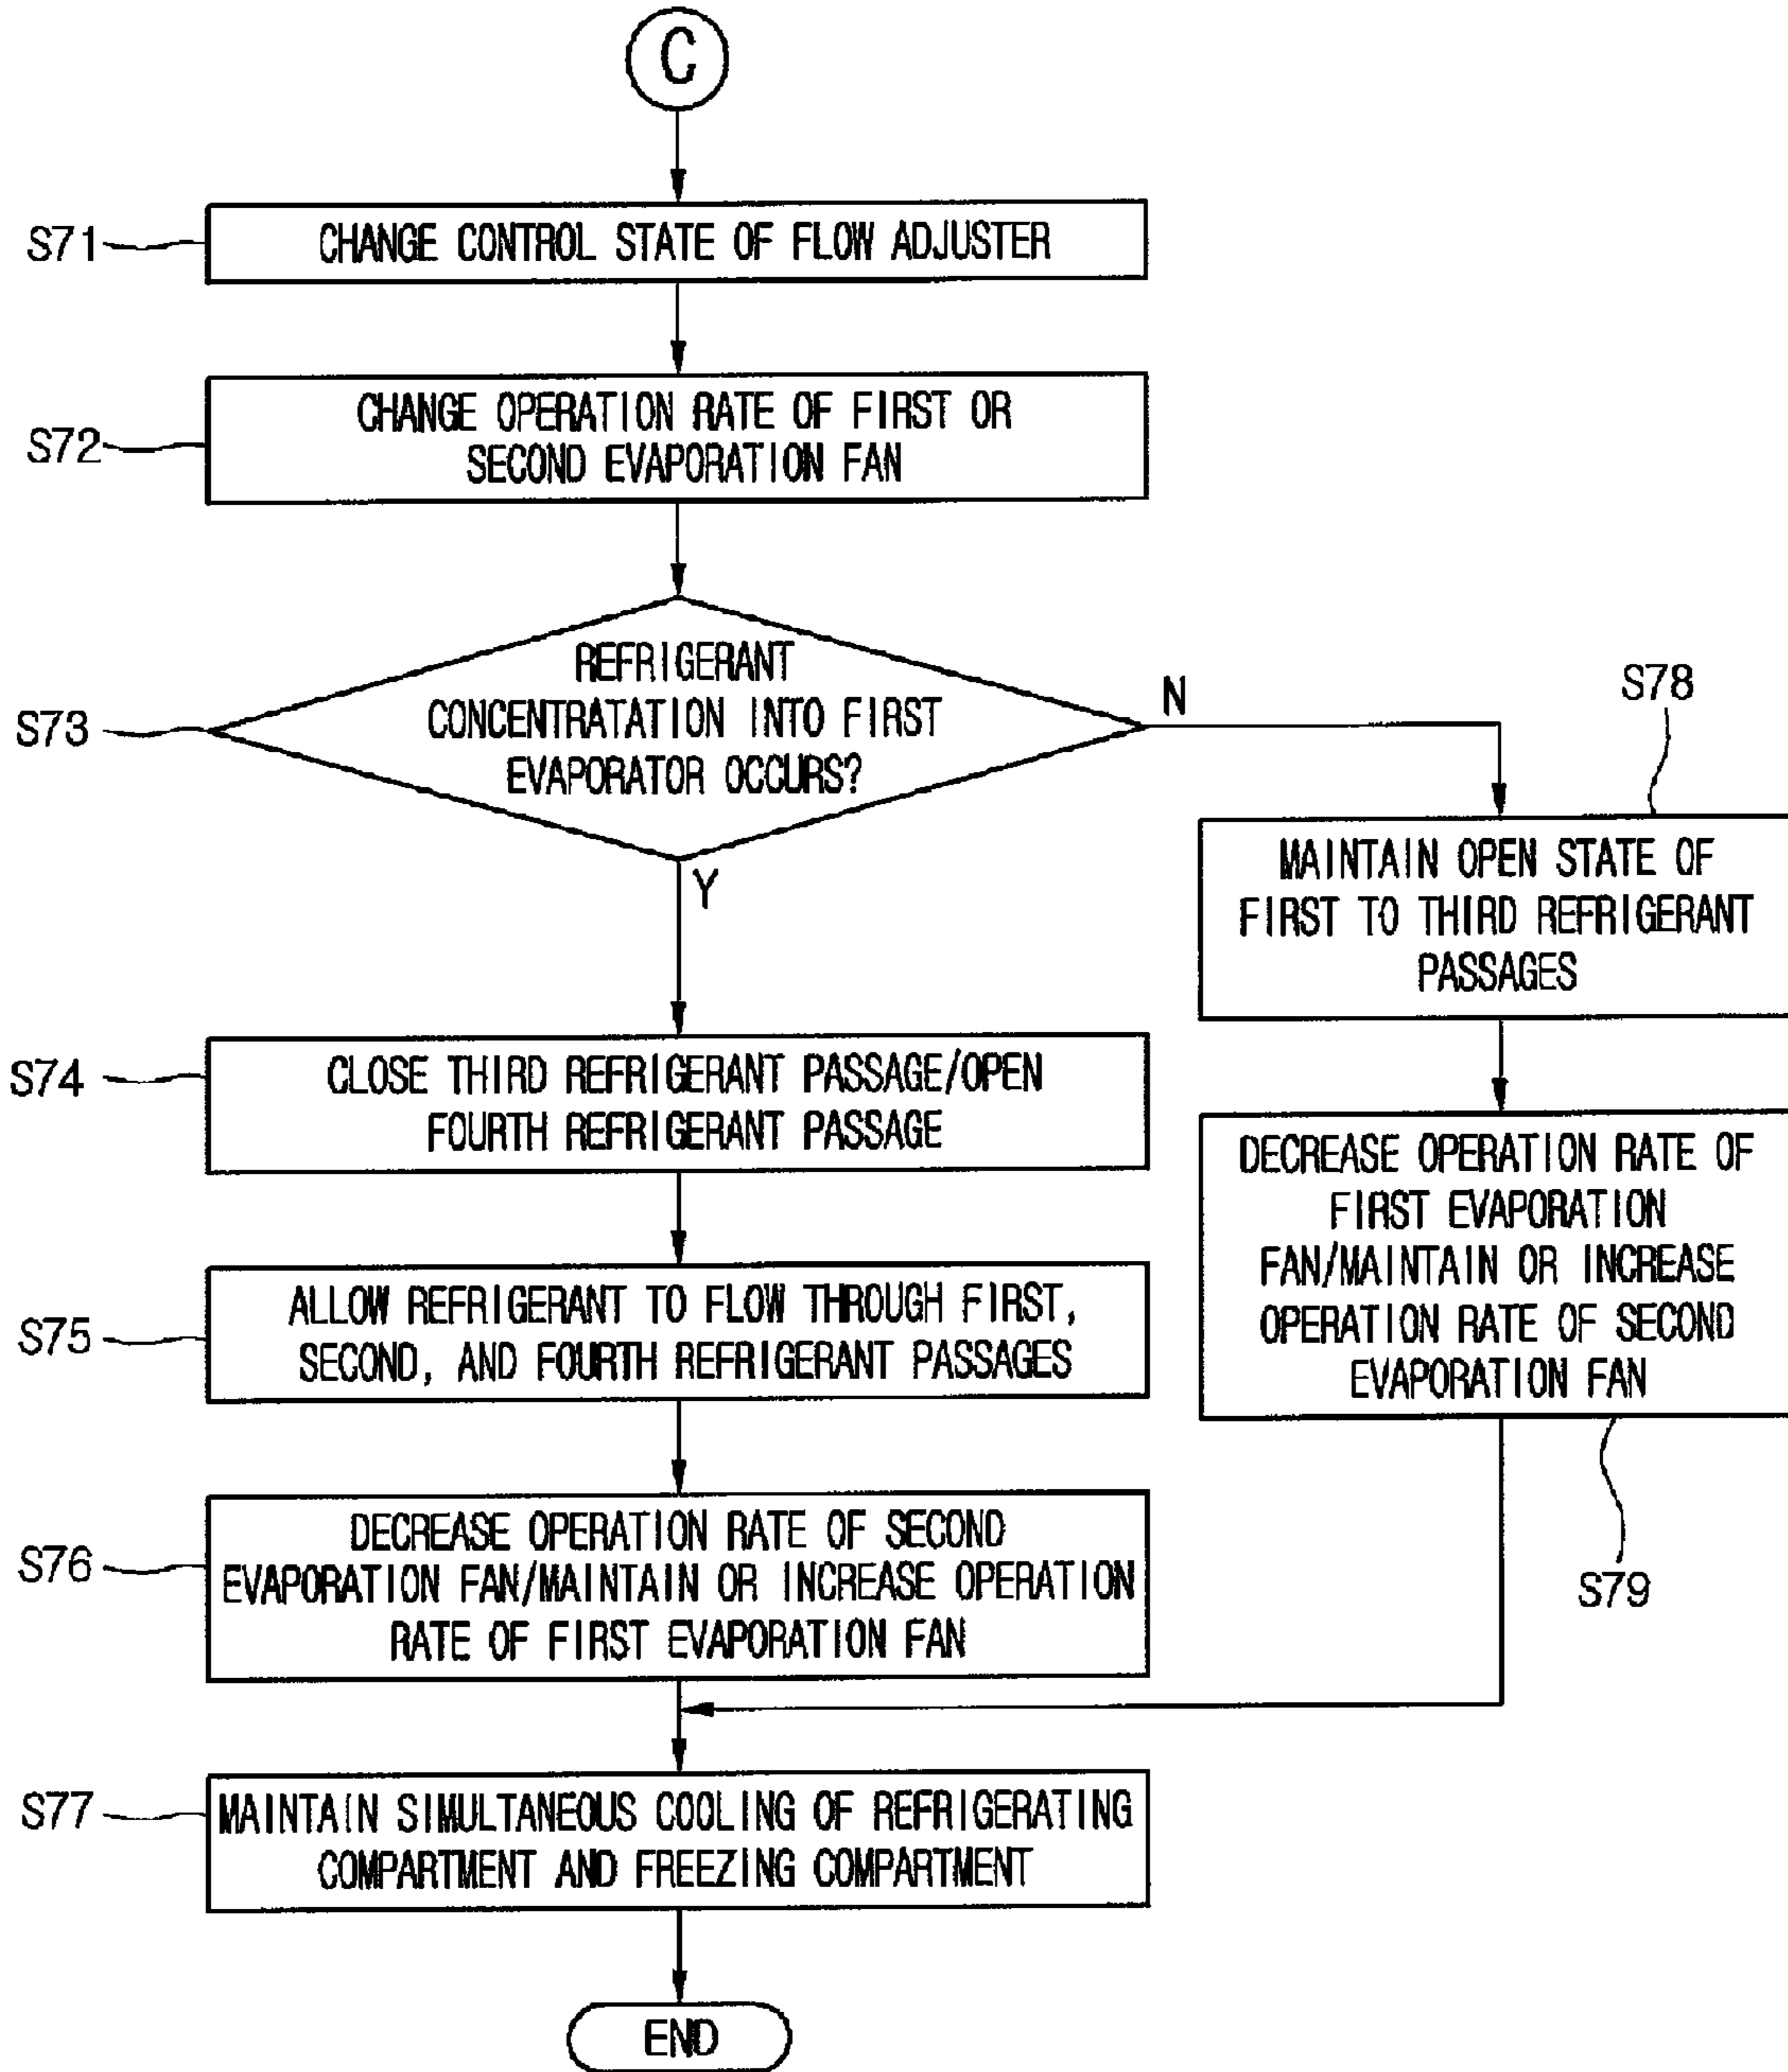 C
S71
CHANGE CONTROL STATE OF FLOW ADJUSTER
S72
CHANGE OPERATION RATE OF FIRST OR
SECOND EVAPORATION FAN
S73
REFRIGERANT
CONCENTRATATION INTO FIRST
EVAPORATOR OCCURS?
N
Y
S78
MAINTAIN OPEN STATE OF
FIRST TO THIRD REFRIGERANT
PASSAGES
S74
CLOSE THIRD REFRIGERANT PASSAGE/OPEN
FOURTH REFRIGERANT PASSAGE
DECREASE OPERATION RATE OF
FIRST EVAPORATION
FAN/MAINTAIN OR INCREASE
OPERATION RATE OF SECOND
EVAPORATION FAN
S79
S75
ALLOW REFRIGERANT TO FLOW THROUGH FIRST,
SECOND, AND FOURTH REFRIGERANT PASSAGES
S76
DECREASE OPERATION RATE OF SECOND
EVAPORATION FAN/MAINTAIN OR INCREASE OPERATION
RATE OF FIRST EVAPORATION FAN
S77
MAINTAIN SIMULTANEOUS COOLING OF REFRIGERATING
COMPARTMENT AND FREEZING COMPARTMENT
END